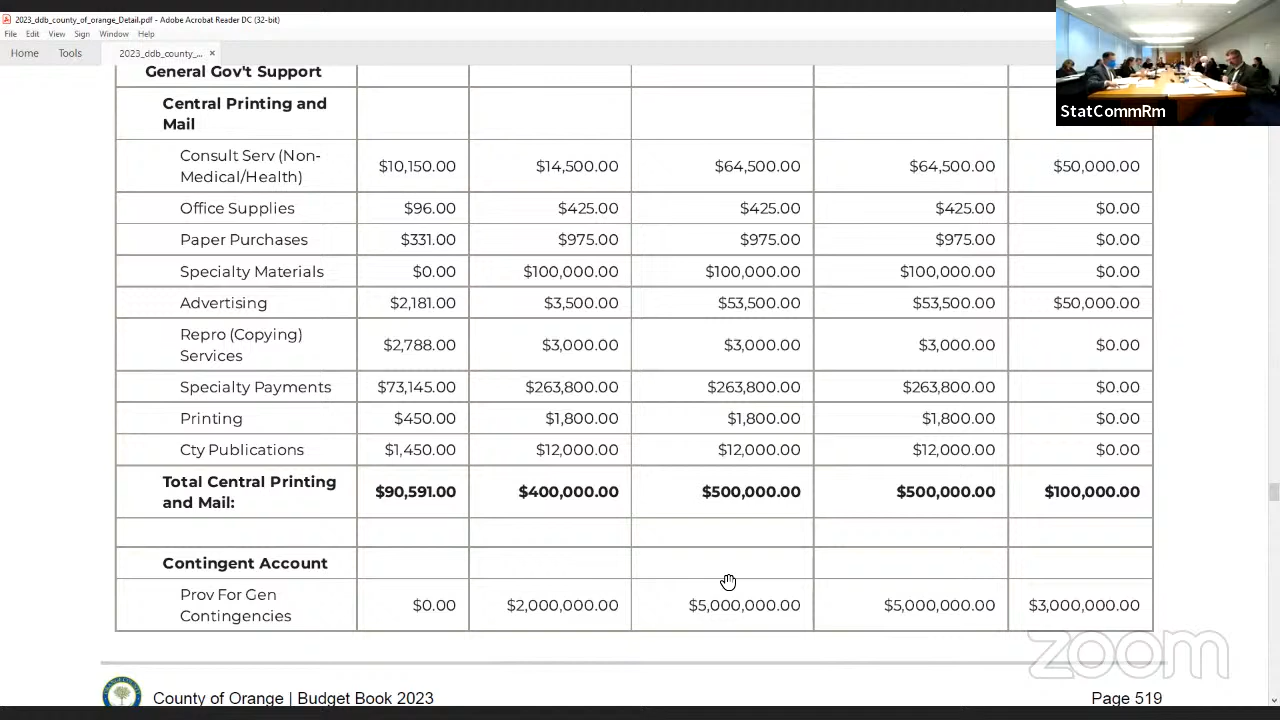 2023_ddb_county_of_orange_Detail.pdf - Adobe Acrobat Reader DC (32-bit)
File Edit View Sign Window Help
Home Tools 2023_ddb_county_... ×
StatCommRm
General Gov't Support
Central Printing and
Mail
Consult Serv (Non-
Medical/Health) $10,150.00 $14,500.00 $64,500.00 $64,500.00 $50,000.00
Office Supplies $96.00 $425.00 $425.00 $425.00 $0.00
Paper Purchases $331.00 $975.00 $975.00 $975.00 $0.00
Specialty Materials $0.00 $100,000.00 $100,000.00 $100,000.00 $0.00
Advertising $2,181.00 $3,500.00 $53,500.00 $53,500.00 $50,000.00
Repro (Copying)
Services $2,788.00 $3,000.00 $3,000.00 $3,000.00 $0.00
Specialty Payments $73,145.00 $263,800.00 $263,800.00 $263,800.00 $0.00
Printing $450.00 $1,800.00 $1,800.00 $1,800.00 $0.00
Cty Publications $1,450.00 $12,000.00 $12,000.00 $12,000.00 $0.00
Total Central Printing
and Mail: $90,591.00 $400,000.00 $500,000.00 $500,000.00 $100,000.00
Contingent Account
Prov For Gen
Contingencies $0.00 $2,000,000.00 $5,000,000.00 $5,000,000.00 $3,000,000.00
zoom
County of Orange | Budget Book 2023 Page 519